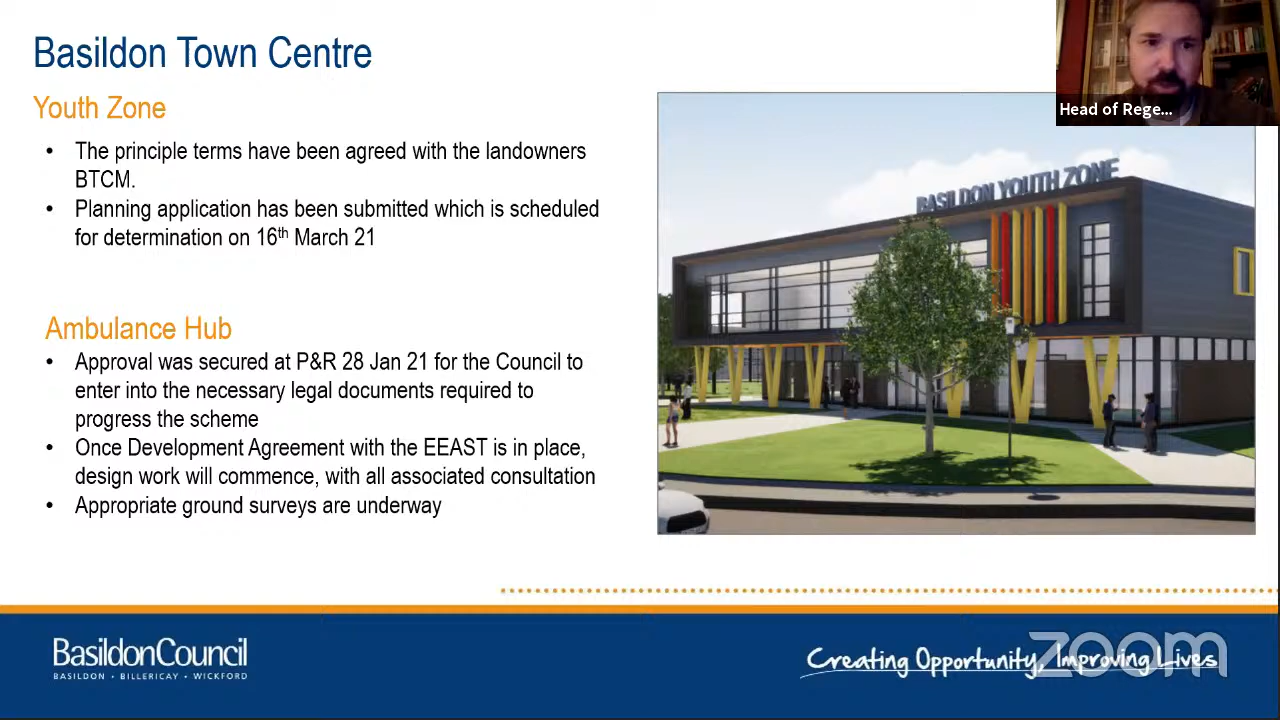 Basildon Town Centre
Youth Zone
• The principle terms have been agreed with the landowners
BTCM.
• Planning application has been submitted which is scheduled
for determination on 16th March 21
Ambulance Hub
• Approval was secured at P&R 28 Jan 21 for the Council to
enter into the necessary legal documents required to
progress the scheme
• Once Development Agreement with the EEAST is in place,
design work will commence, with all associated consultation
• Appropriate ground surveys are underway
Head of Rege...
BASILDON YOUTH ZONE
BasildonCouncil
BASILDON • BILLERICAY • WICKFORD
Creating Opportunity, Improving Lives
zoom